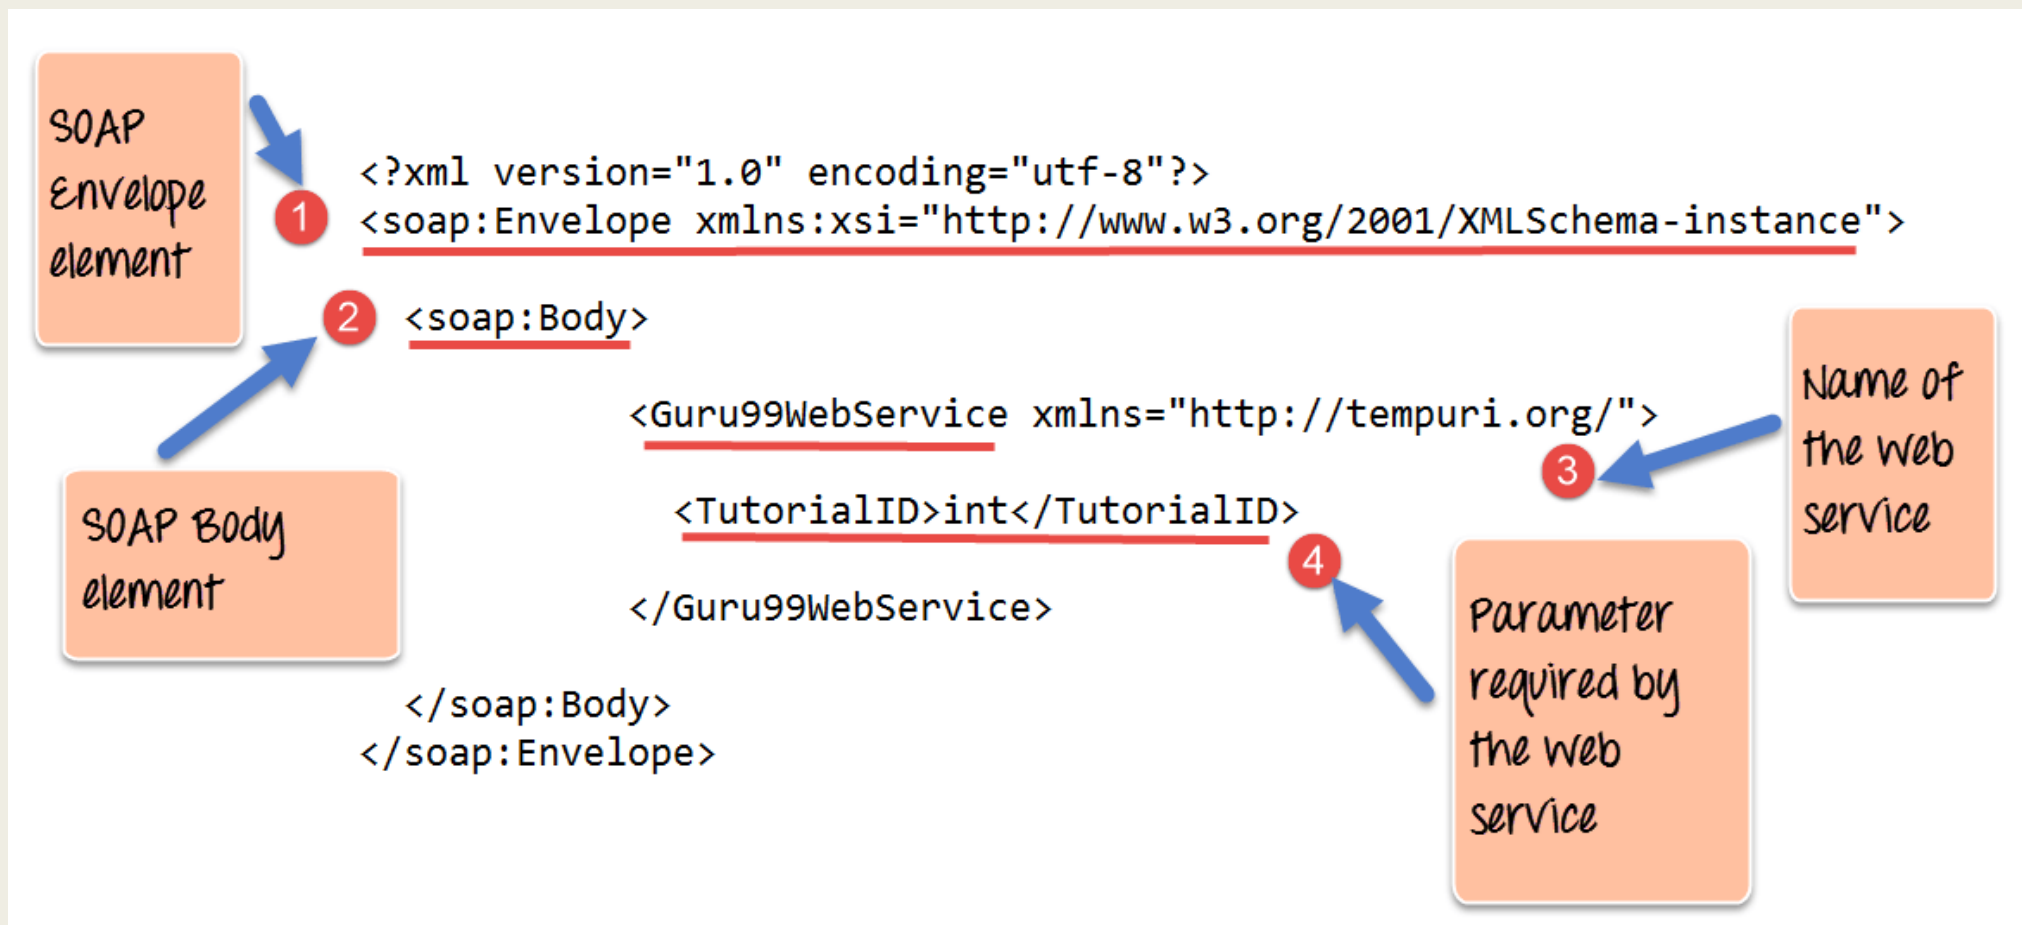 SOAP
Envelope
element
<?xml version="1.0" encoding="utf-8"?>
1
<soap:Envelope xmlns:xsi="http://www.w3.org/2001/XMLSchema-instance">
2
<soap:Body>
<Guru99WebService xmlns="http://tempuri.org/">
3
Name of
the web
service
SOAP Body
element
<TutorialID>int</TutorialID>
4
Parameter
required by
the web
service
</Guru99WebService>
</soap:Body>
</soap:Envelope>